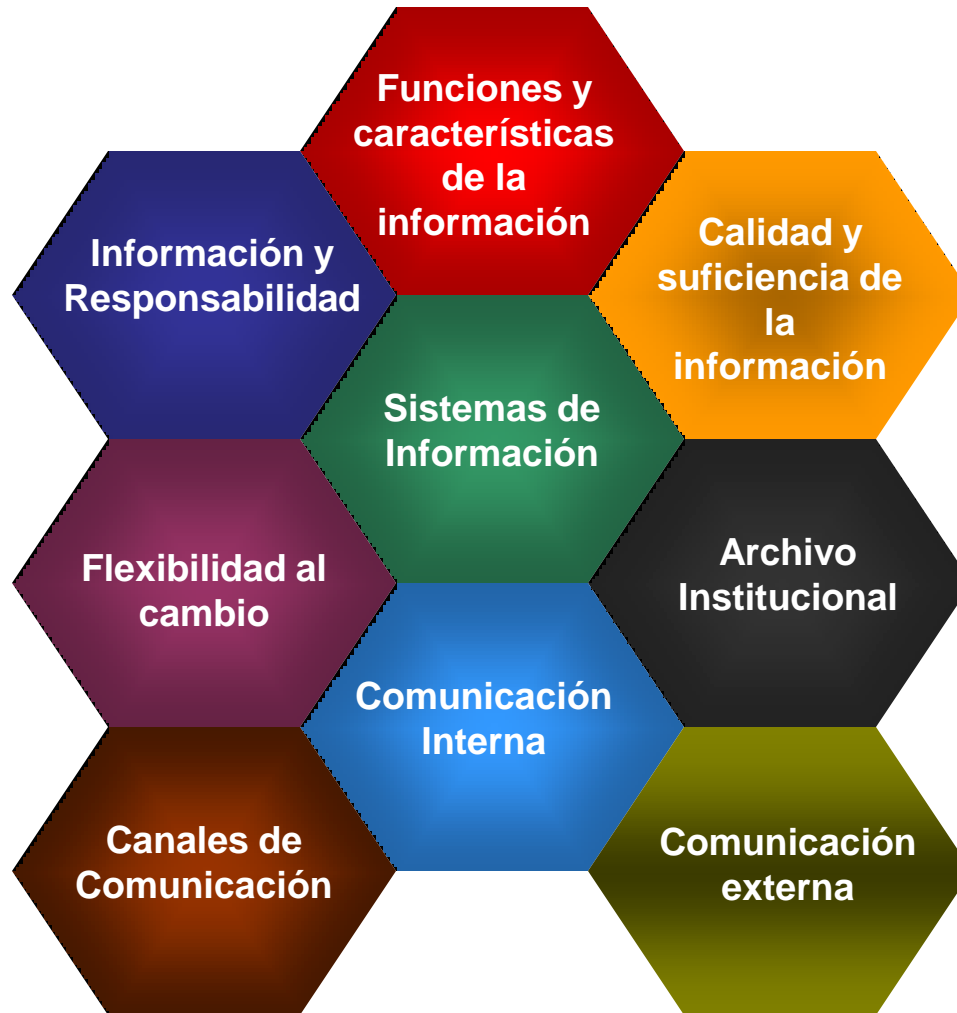 Funciones y
características
de la
información
Información y
Responsabilidad
Calidad y
suficiencia de
la
información
Sistemas de
Información
Flexibilidad al
cambio
Archivo
Institucional
Comunicación
Interna
Canales de
Comunicación
Comunicación
externa